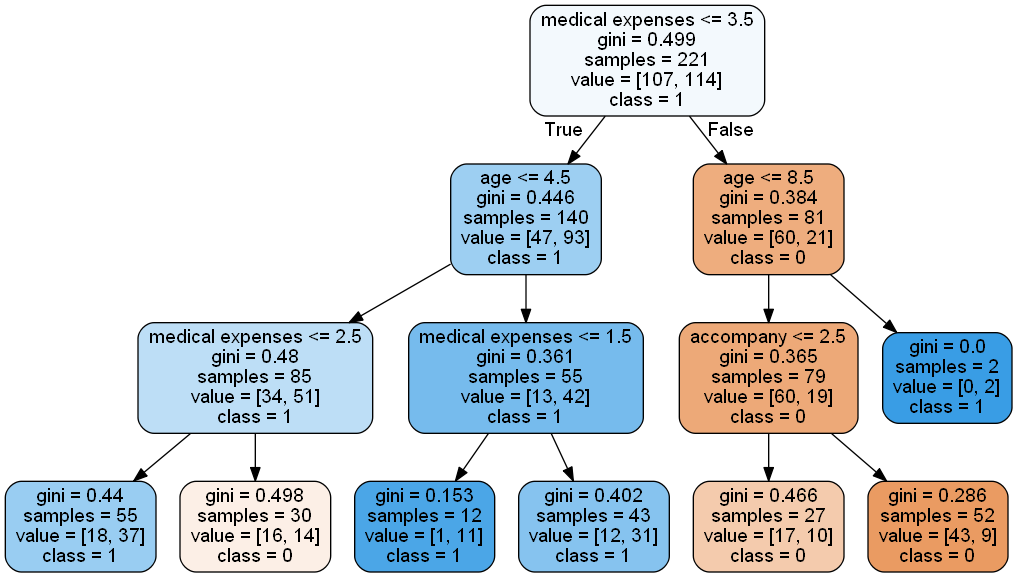 medical expenses <= 3.5
gini = 0.499
samples = 221
value = [107, 114]
class = 1
True
False
age <= 4.5
gini = 0.446
samples = 140
value = [47, 93]
class = 1
age <= 8.5
gini = 0.384
samples = 81
value = [60, 21]
class = 0
medical expenses <= 2.5
gini = 0.48
samples = 85
value = [34, 51]
class = 1
medical expenses <= 1.5
gini = 0.361
samples = 55
value = [13, 42]
class = 1
accompany <= 2.5
gini = 0.365
samples = 79
value = [60, 19]
class = 0
gini = 0.0
samples = 2
value = [0, 2]
class = 1
gini = 0.44
samples = 55
value = [18, 37]
class = 1
gini = 0.498
samples = 30
value = [16, 14]
class = 0
gini = 0.153
samples = 12
value = [1, 11]
class = 1
gini = 0.402
samples = 43
value = [12, 31]
class = 1
gini = 0.466
samples = 27
value = [17, 10]
class = 0
gini = 0.286
samples = 52
value = [43, 9]
class = 0